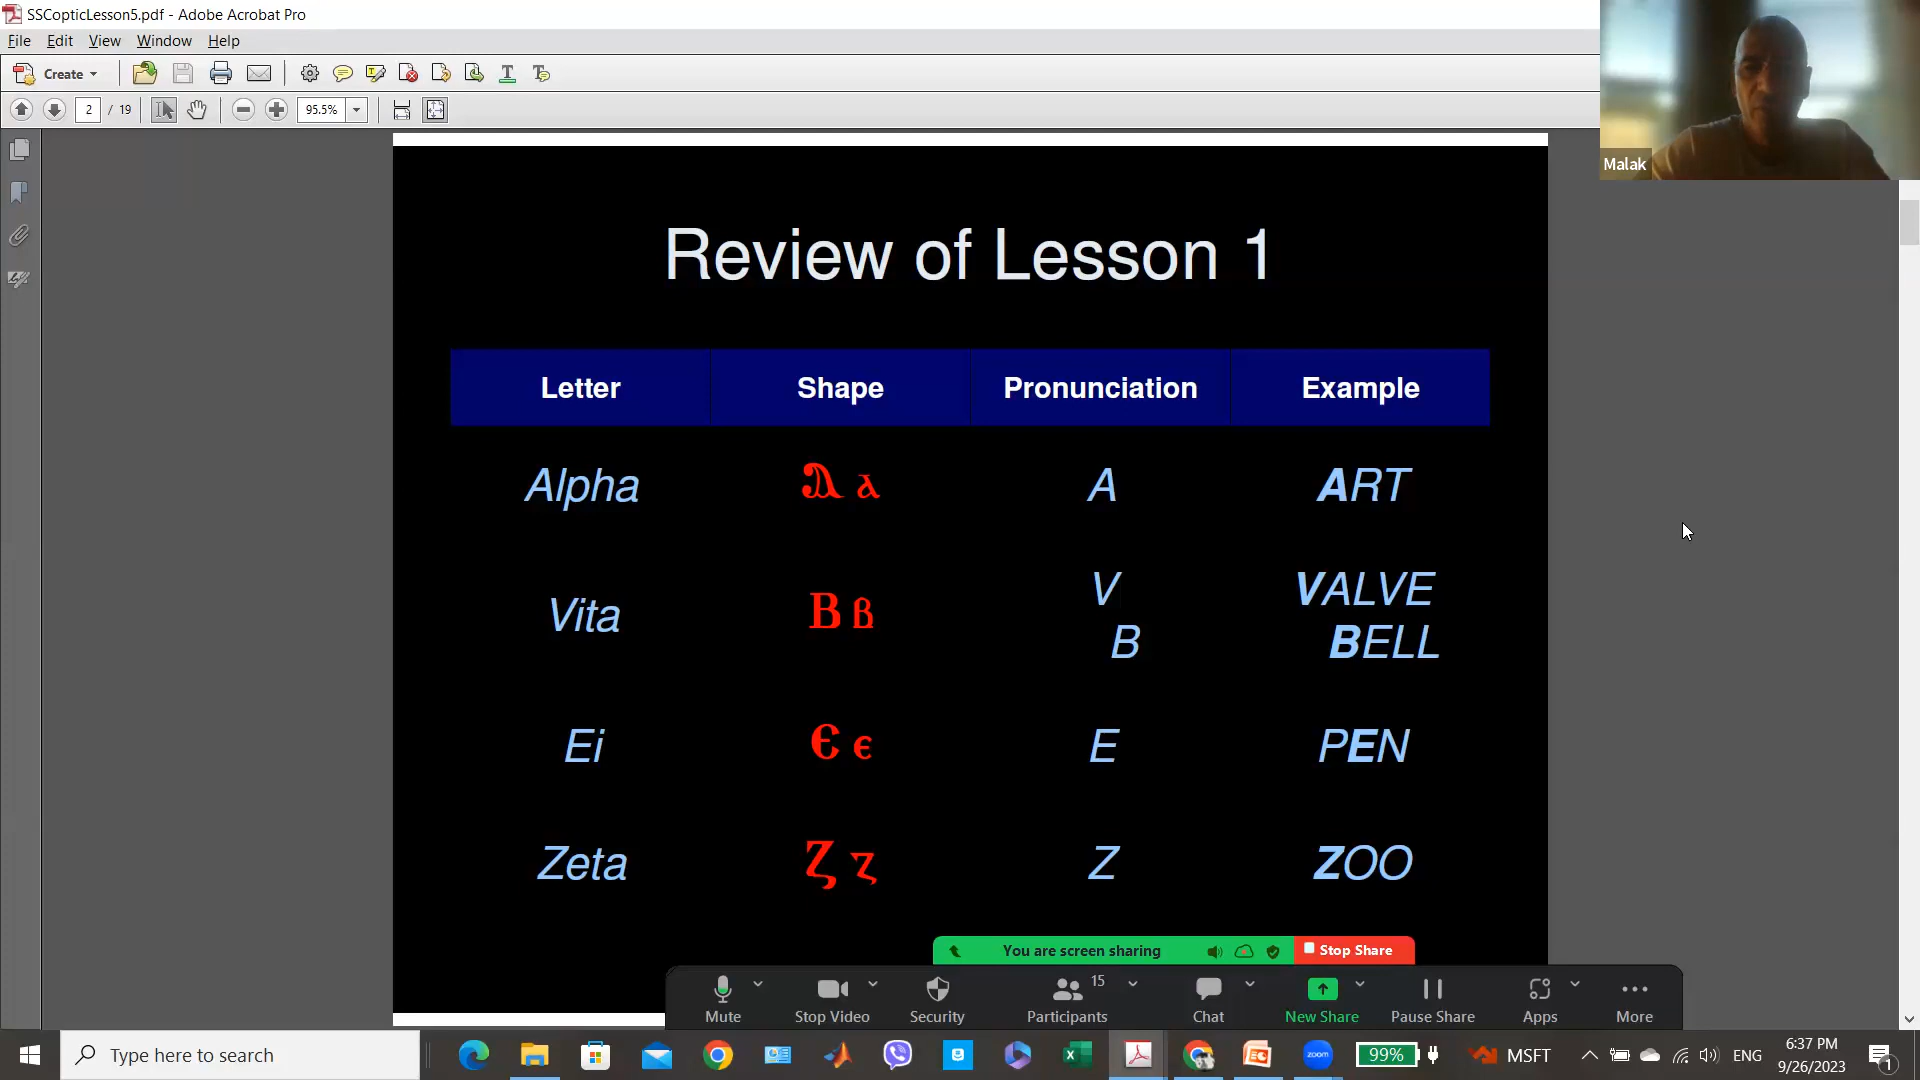 SSCopticLesson5.pdf - Adobe Acrobat Pro
File Edit View Window Help
Create
2 / 19 95.5%
Malak
Review of Lesson 1
Letter Shape Pronunciation Example
Alpha Ⲁ ⲁ A ART
Vita Ⲃ ⲃ V B VALVE BELL
Ei Ⲉ ⲉ E PEN
Zeta Ⲍ ⲍ Z ZOO
You are screen sharing Stop Share
15
Mute Stop Video Security Participants Chat New Share Pause Share Apps More
Type here to search zoom 99% MSFT ENG 6:37 PM
9/26/2023 1